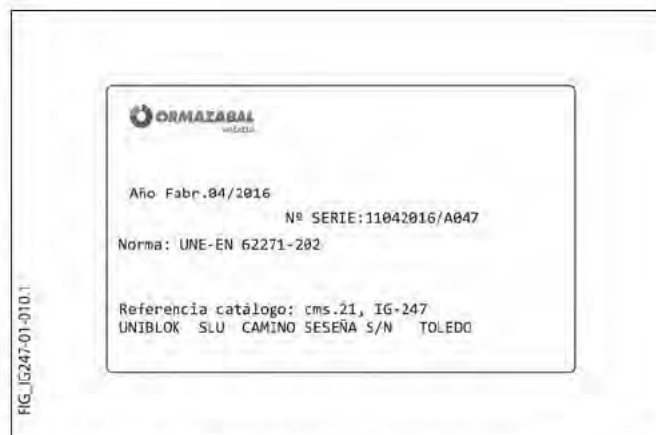 ORMAZABAL
velatia
Año Fabr.04/2016
Nº SERIE:11042016/A047
Norma: UNE-EN 62271-202
Referencia catálogo: cms.21, IG-247
UNIBLOK SLU CAMINO SESEÑA S/N TOLEDO
FIG_IG247-01-010.1